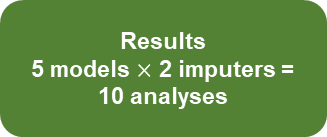 Results
5 models × 2 imputers =
10 analyses